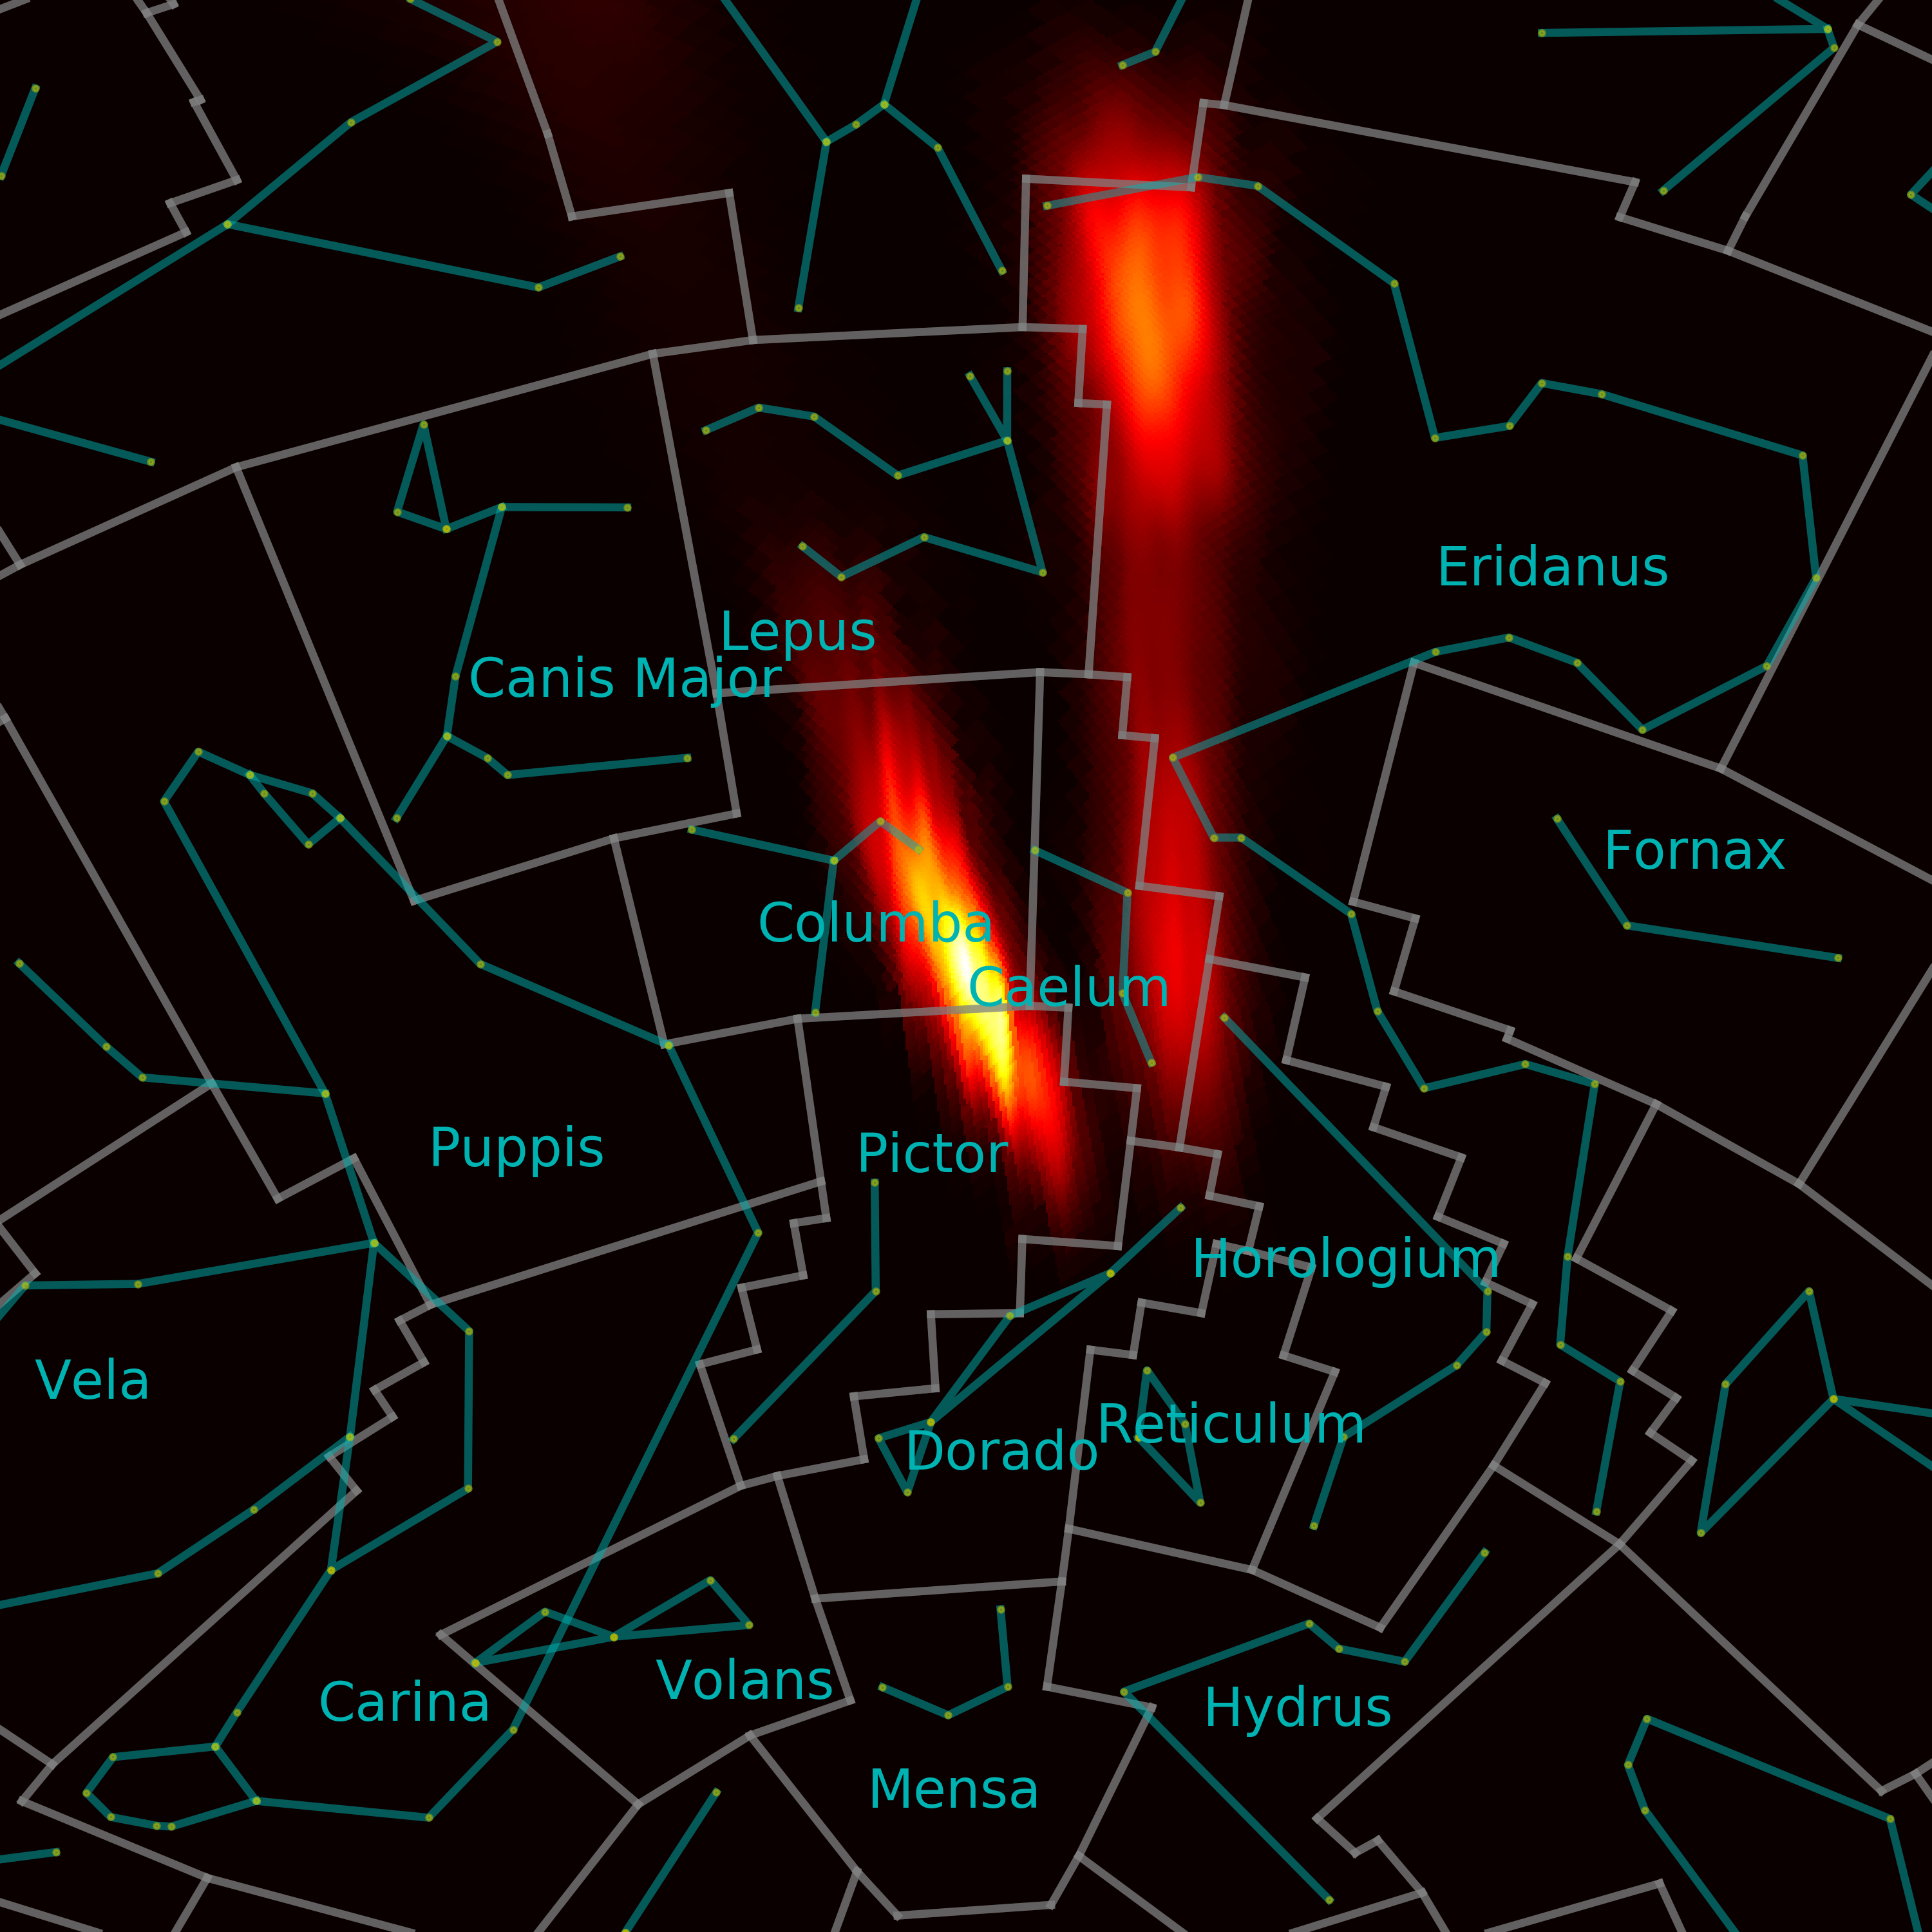 Eridanus
Lepus
Canis Major
Fornax
Columba
Caelum
Puppis
Pictor
Horologium
Vela
Reticulum
Dorado
Volans
Carina
Hydrus
Mensa